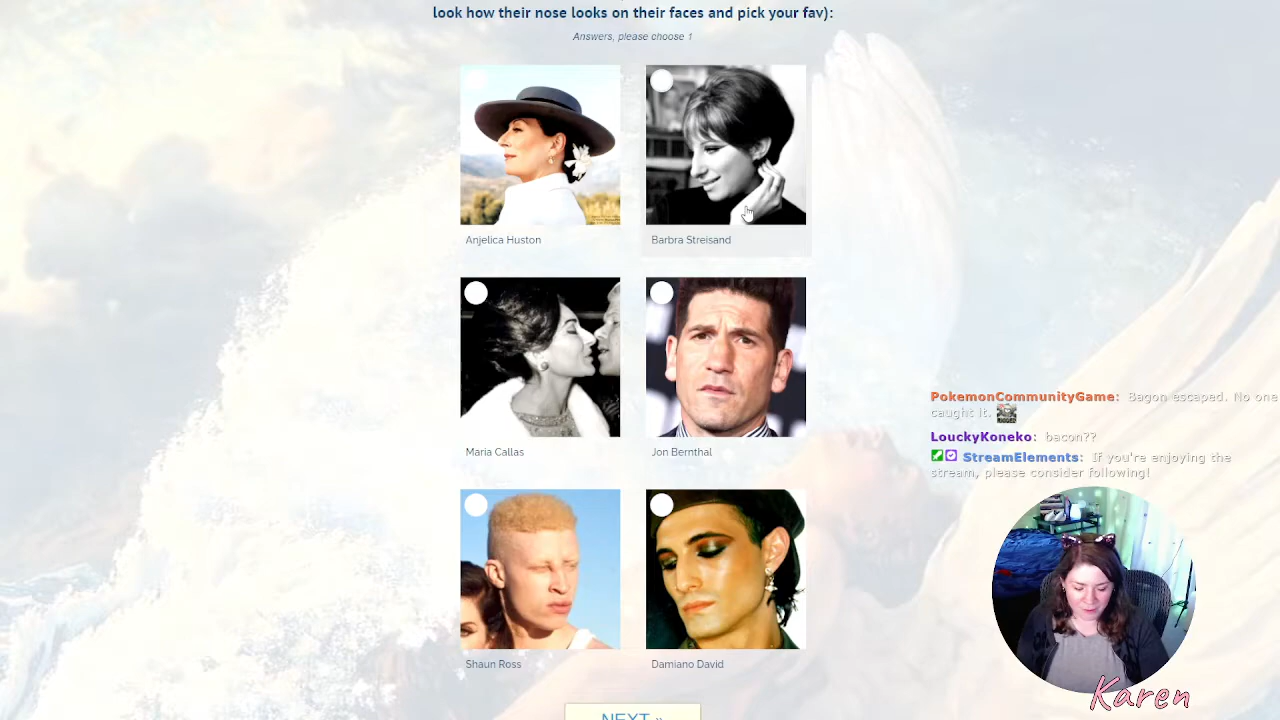 look how their nose looks on their faces and pick your fav):
Answers, please choose 1
Anjelica Huston
Barbra Streisand
Maria Callas
Jon Bernthal
Shaun Ross
Damiano David
NEXT »
PokemonCommunityGame: Bagon escaped. No one
caught it.
LouckyKoneko: bacon??
StreamElements: If you're enjoying the
stream, please consider following!
Karen